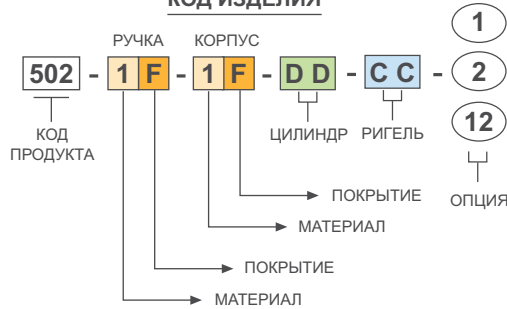 КОД ИЗДЕЛИЯ
1
РУЧКА КОРПУС
502 - 1 F - 1 F - D D - C C - 2
12
КОД
ПРОДУКТА
ЦИЛИНДР РИГЕЛЬ
ОПЦИЯ
ПОКРЫТИЕ
МАТЕРИАЛ
ПОКРЫТИЕ
МАТЕРИАЛ